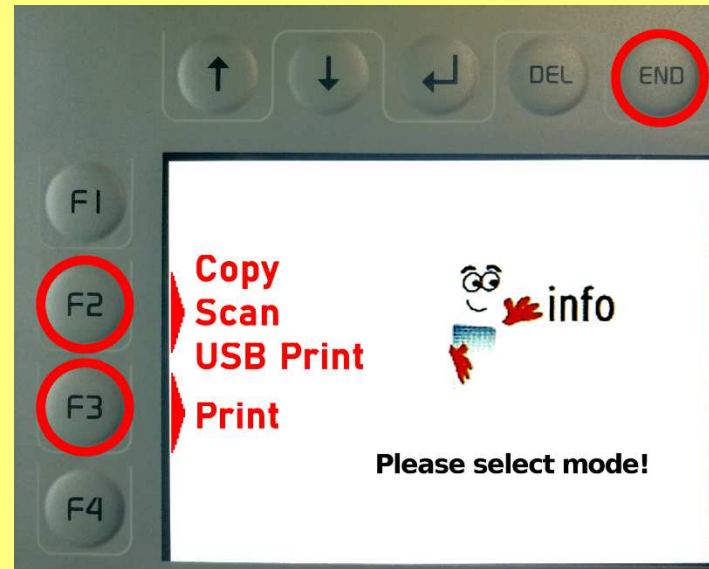 ↑ ↓ ↵ DEL END
F1
F2
F3
F4
Copy
Scan
USB Print
Print
info
Please select mode!